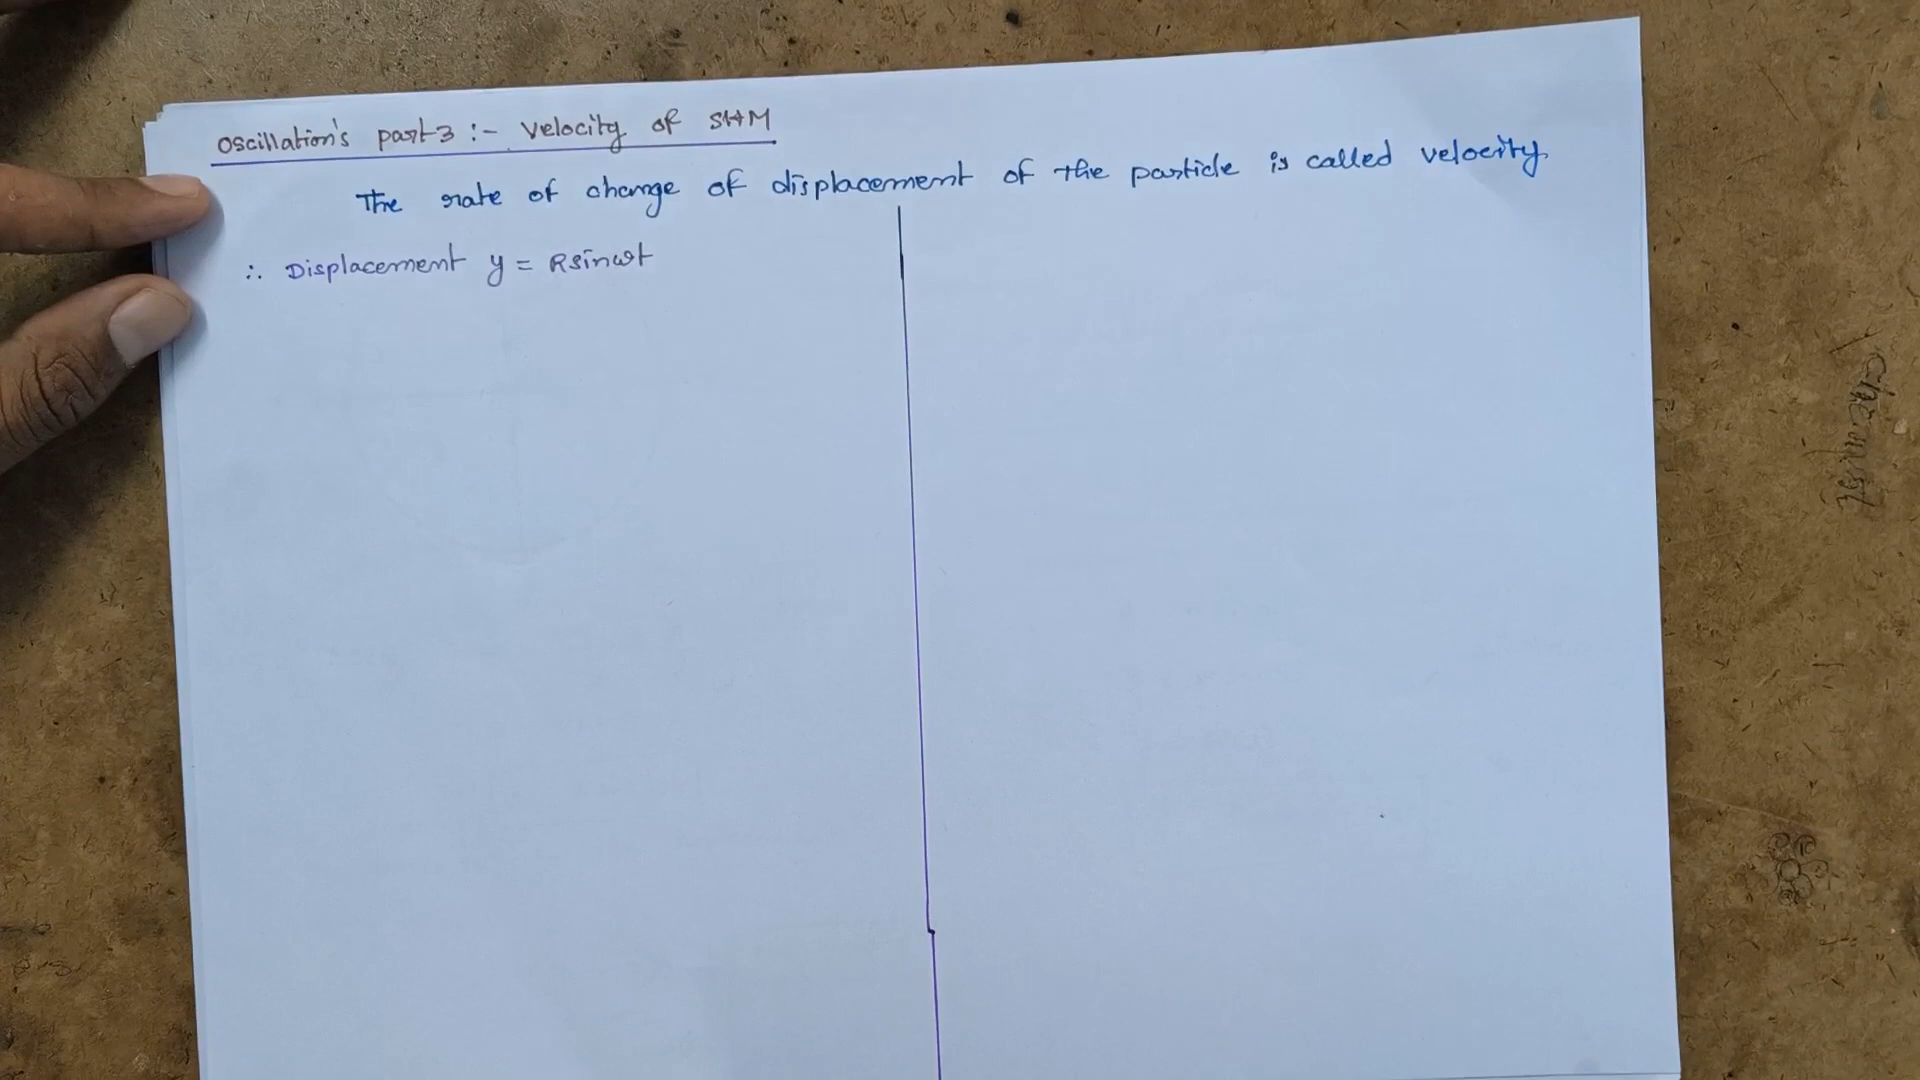 Oscillation's part 3 :- Velocity of SHM
The rate of change of displacement of the particle is called velocity.
∴ Displacement y = Rsinωt